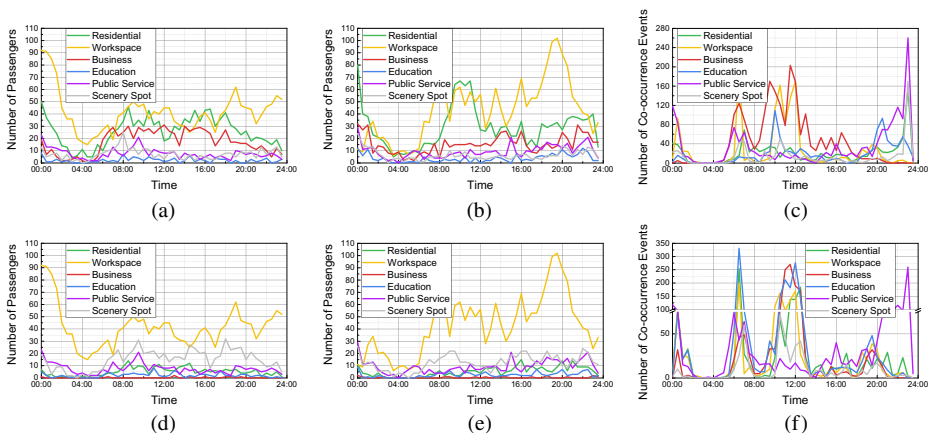 Number of Passengers
110
100
90
80
70
60
50
40
30
20
10
0
Residential
Workspace
Business
Education
Public Service
Scenery Spot
00:00 04:00 08:00 12:00 16:00 20:00 24:00
Time
(a)
Number of Passengers
110
100
90
80
70
60
50
40
30
20
10
0
Residential
Workspace
Business
Education
Public Service
Scenery Spot
00:00 04:00 08:00 12:00 16:00 20:00 24:00
Time
(b)
Number of Co-occurrence Events
280
240
200
160
120
80
40
0
Residential
Workspace
Business
Education
Public Service
Scenery Spot
00:00 04:00 08:00 12:00 16:00 20:00 24:00
Time
(c)
Number of Passengers
110
100
90
80
70
60
50
40
30
20
10
0
Residential
Workspace
Business
Education
Public Service
Scenery Spot
00:00 04:00 08:00 12:00 16:00 20:00 24:00
Time
(d)
Number of Passengers
110
100
90
80
70
60
50
40
30
20
10
0
Residential
Workspace
Business
Education
Public Service
Scenery Spot
00:00 04:00 08:00 12:00 16:00 20:00 24:00
Time
(e)
Number of Co-occurrence Events
350
300
250
200
150
100
100
50
0
Residential
Workspace
Business
Education
Public Service
Scenery Spot
00:00 04:00 08:00 12:00 16:00 20:00 24:00
Time
(f)